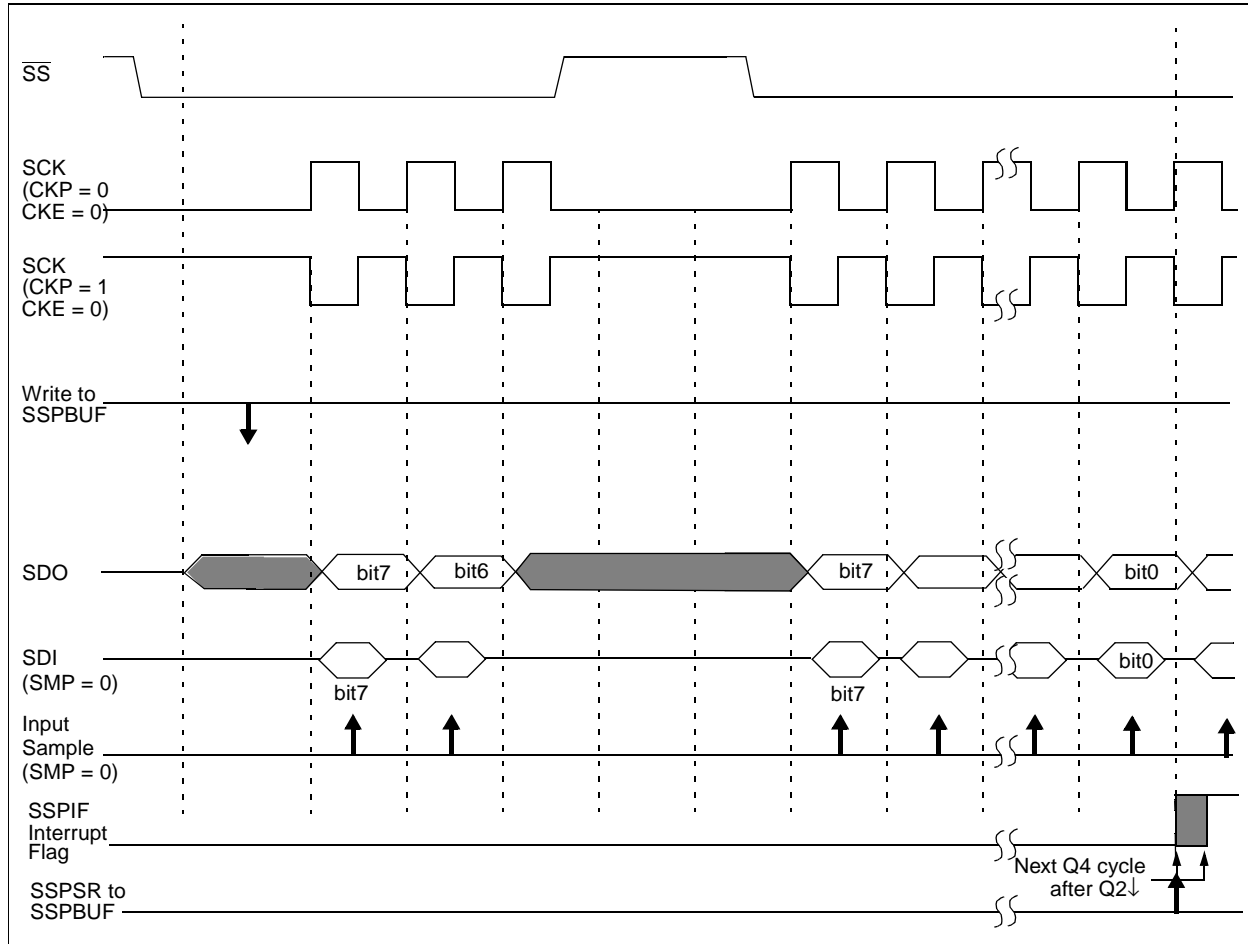 SS
SCK
(CKP = 0
CKE = 0)
SCK
(CKP = 1
CKE = 0)
Write to
SSPBUF
SDO
bit7
bit6
bit7
bit0
SDI
(SMP = 0)
bit7
bit7
bit0
Input
Sample
(SMP = 0)
SSPIF
Interrupt
Flag
Next Q4 cycle
after Q2↓
SSPSR to
SSPBUF